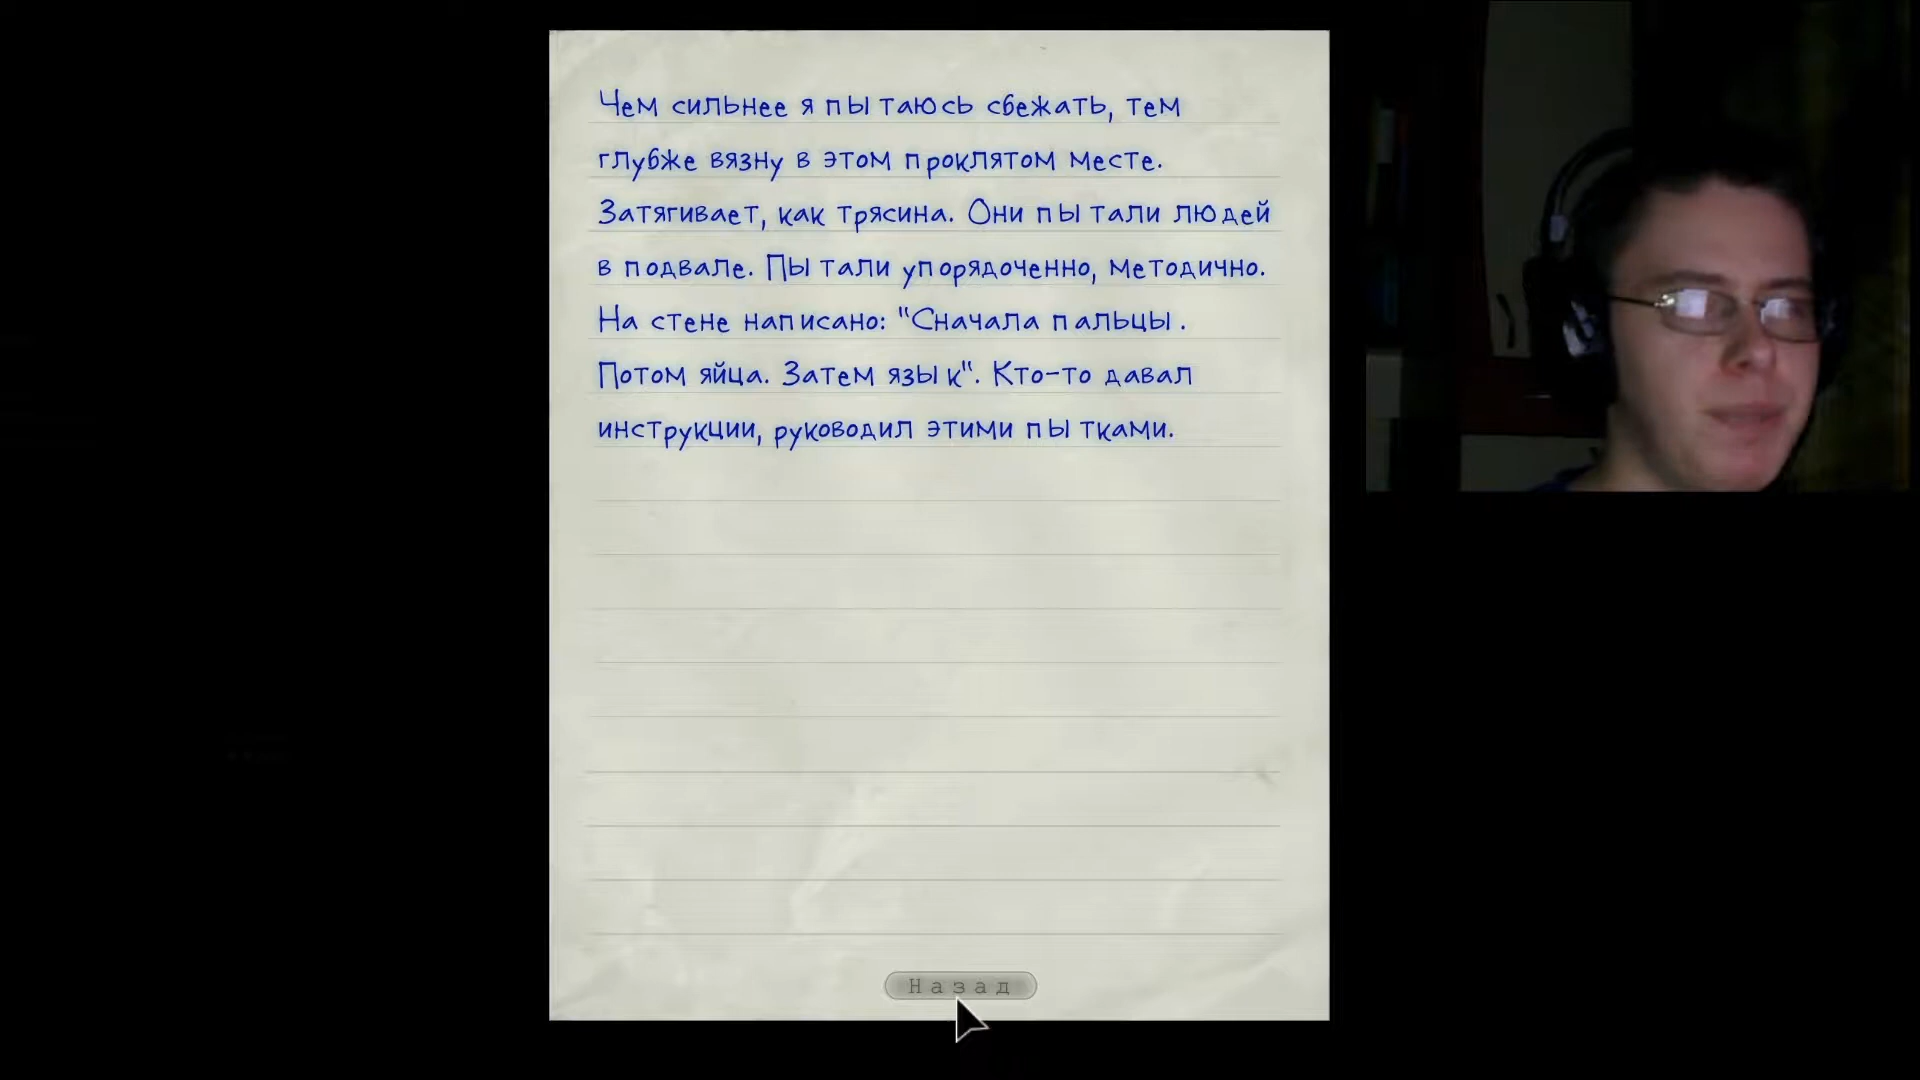 Чем сильнее я пытаюсь сбежать, тем
глубже вязну в этом проклятом месте.
Затягивает, как трясина. Они пытали людей
в подвале. Пытали упорядоченно, методично.
На стене написано: "Сначала пальцы.
Потом яйца. Затем язык". Кто-то давал
инструкции, руководил этими пытками.
Назад